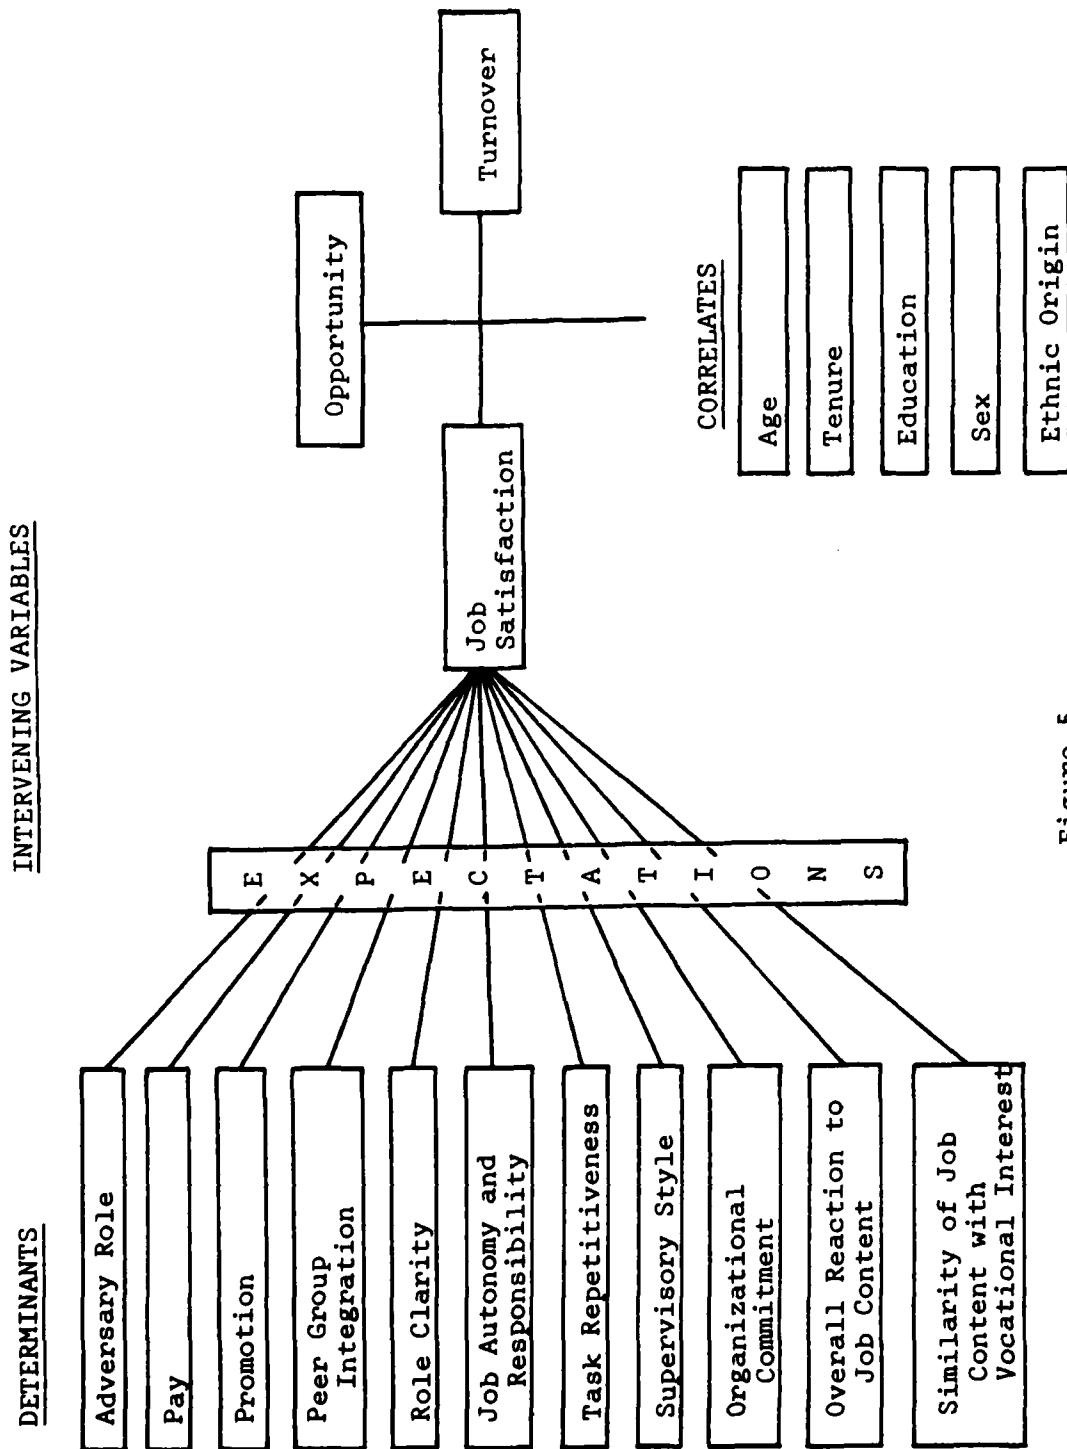 INTERVENING VARIABLES
DETERMINANTS
Adversary Role
Pay
Promotion
Peer Group
Integration
Role Clarity
Job Autonomy and
Responsibility
Task Repetitiveness
Supervisory Style
Organizational
Commitment
Overall Reaction to
Job Content
Similarity of Job
Content with
Vocational Interest
E
X
P
E
C
T
A
T
I
O
N
S
Job
Satisfaction
Opportunity
Turnover
CORRELATES
Age
Tenure
Education
Sex
Ethnic Origin
Figure 5